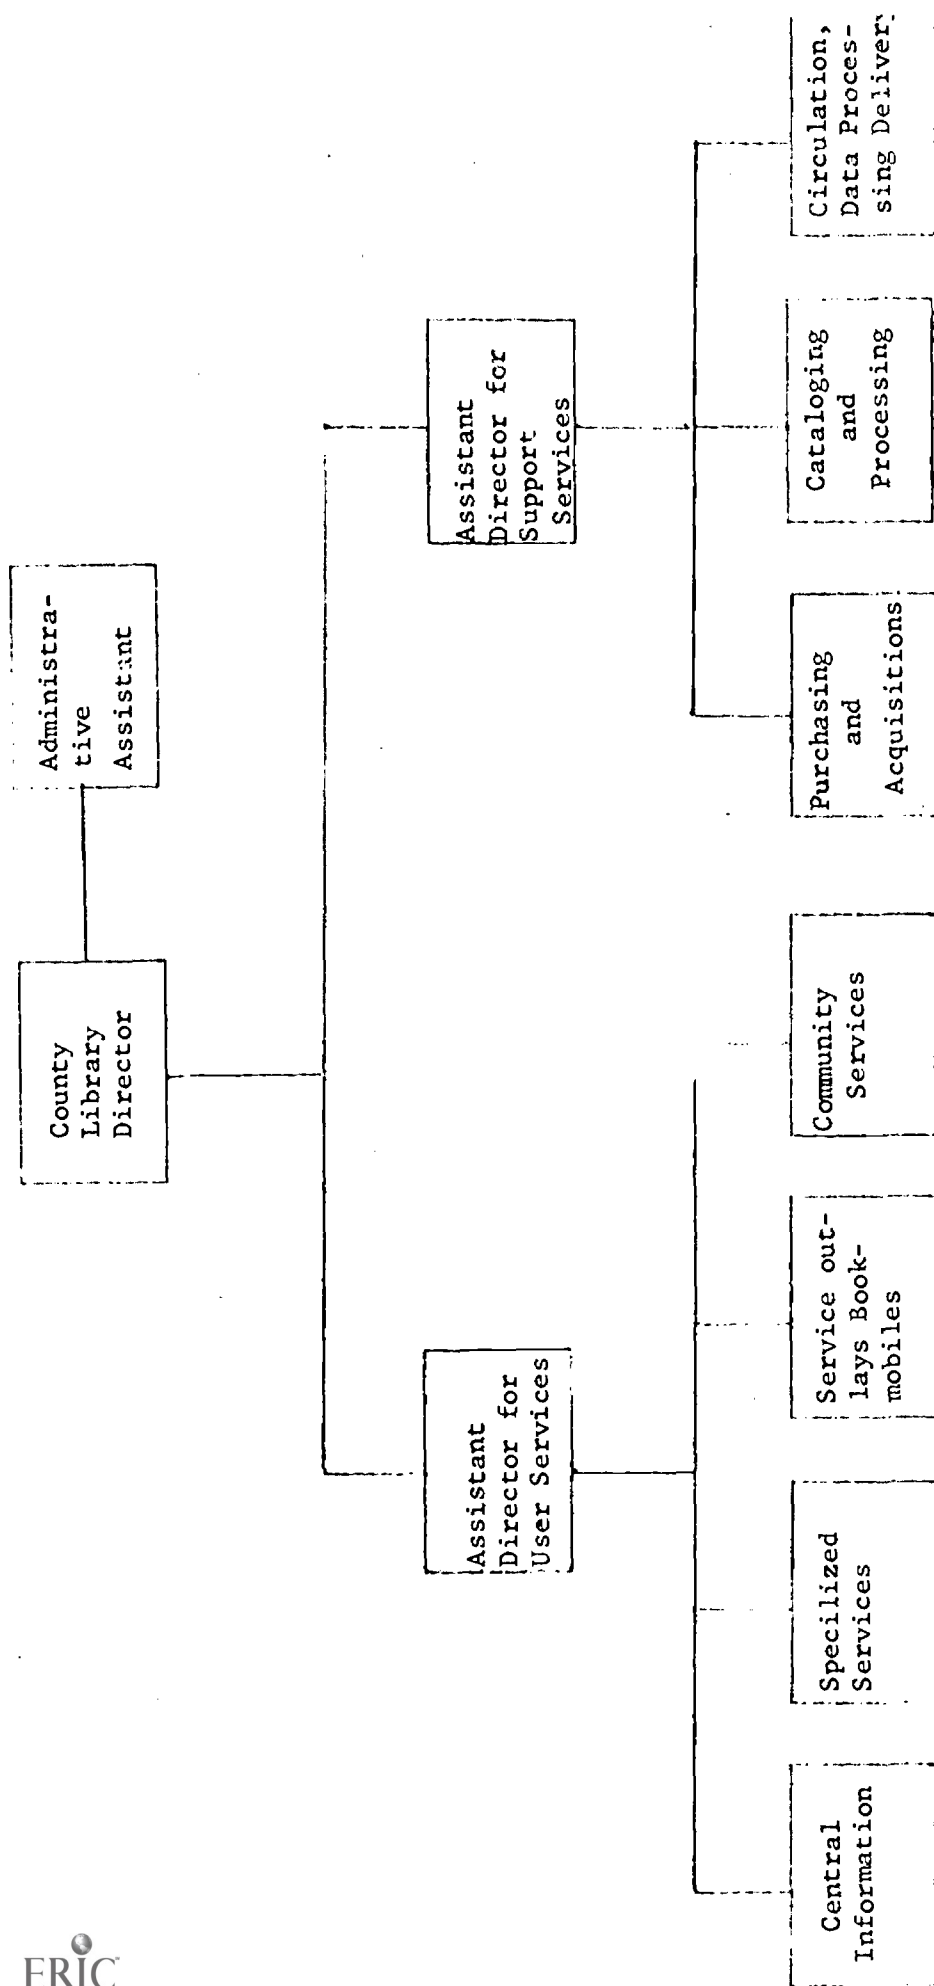 County
Library
Director
Administra-
tive
Assistant
Assistant
Director for
User Services
Assistant
Director for
Support
Services
Central
Information
Specilized
Services
Service out-
lays Book-
mobiles
Community
Services
Purchasing
and
Acquisitions
Cataloging
and
Processing
Circulation,
Data Proces-
sing Delivery
ERIC